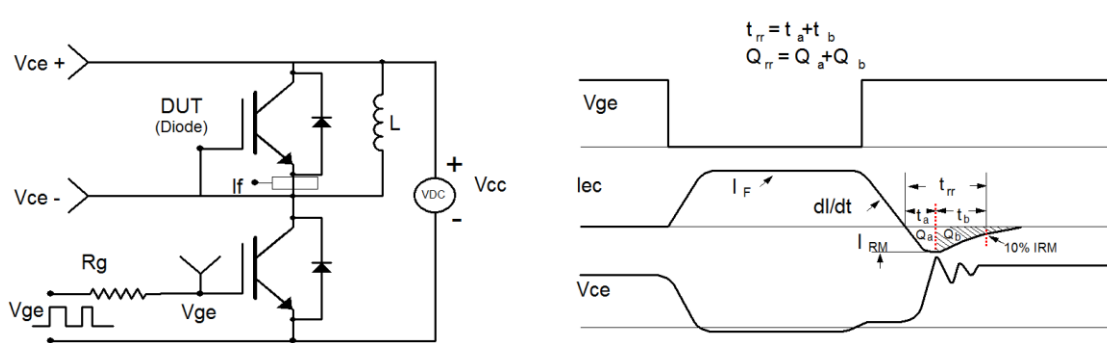 Vce +
DUT
(Diode)
L
If
VDC
+
-
Vcc
Vce -
Rg
Vge
Vge
t rr = t a + t b
Q rr = Q a + Q b
Vge
Iec
I F
dI/dt
t rr
t a
t b
Q a
Q b
I RM
10% IRM
Vce